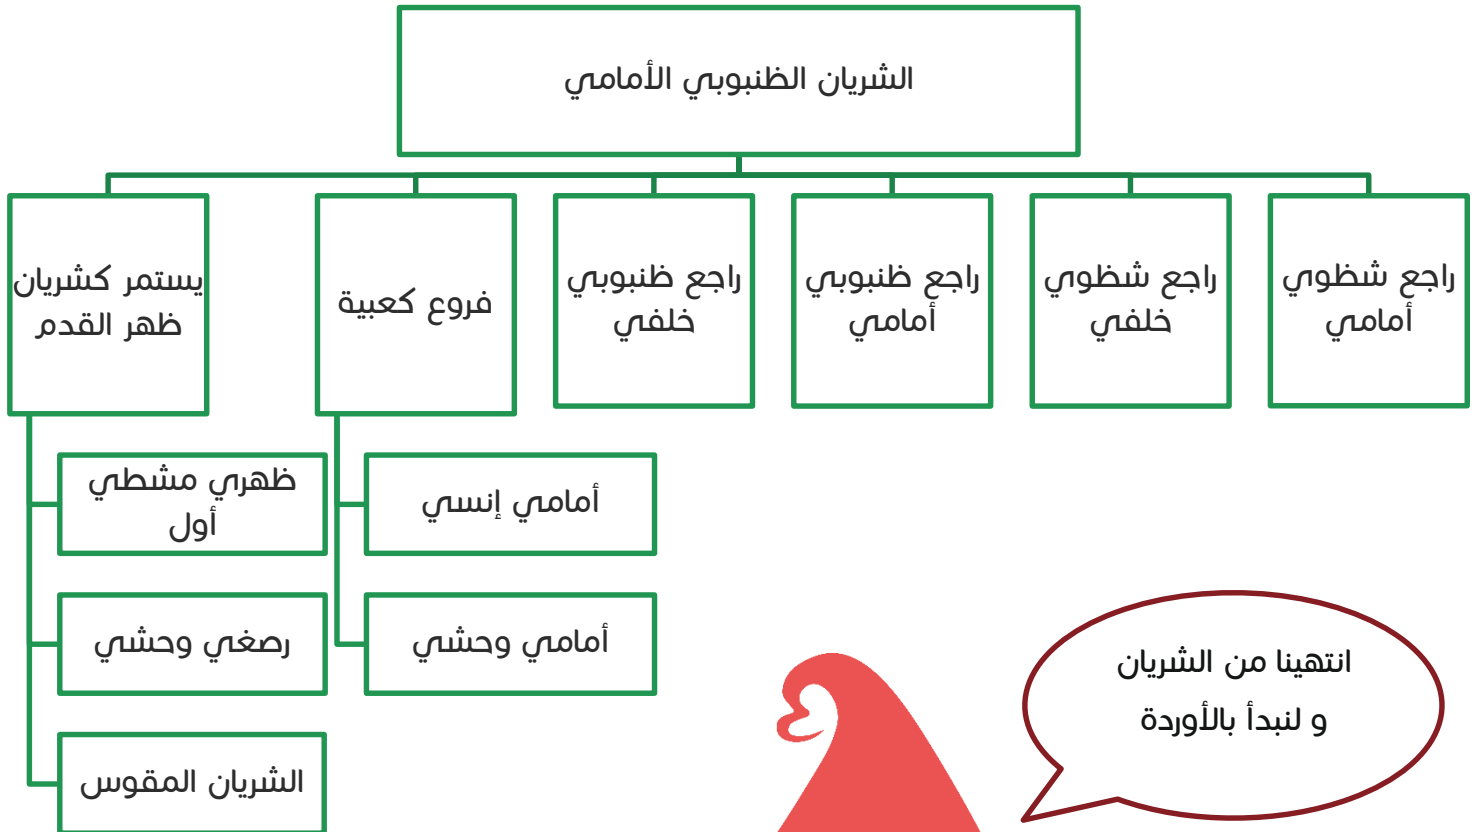 الشريان الظنبوبي الأمامي
راجع شظوي
أمامي
راجع شظوي
خلفي
راجع ظنبوبي
أمامي
راجع ظنبوبي
خلفي
فروع كعبية
يستمر كشريان
ظهر القدم
أمامي إنسي
أمامي وحشي
ظهري مشطي
أول
رصغي وحشي
الشريان المقوس
انتهينا من الشريان
و لنبدأ بالأوردة